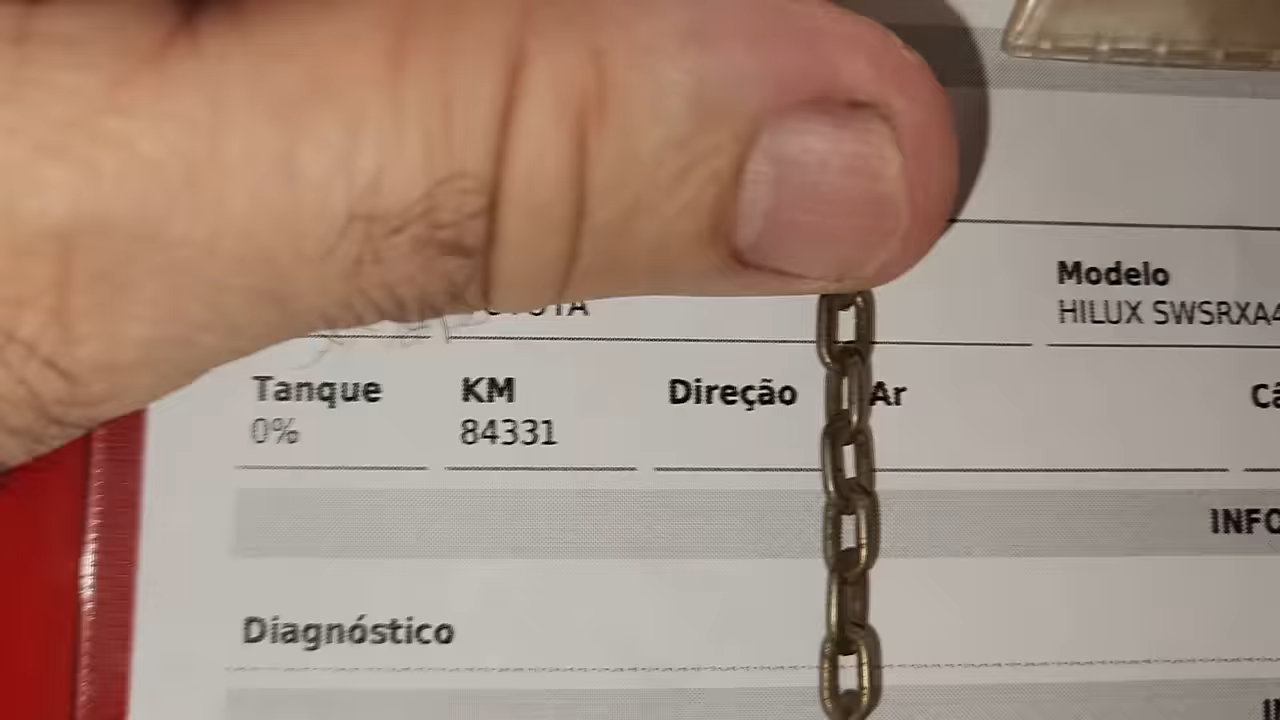 Modelo
HILUX SWSRXA4
Tanque KM Direção Ar
0% 84331
Diagnóstico